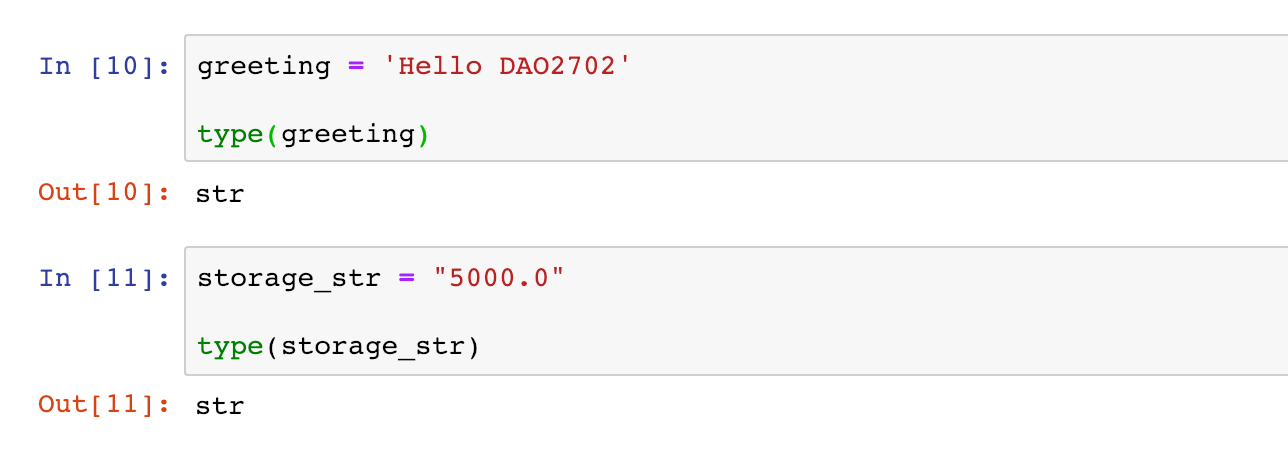 In [10]: greeting = 'Hello DAO2702'
type(greeting)
Out[10]: str
In [11]: storage_str = "5000.0"
type(storage_str)
Out[11]: str